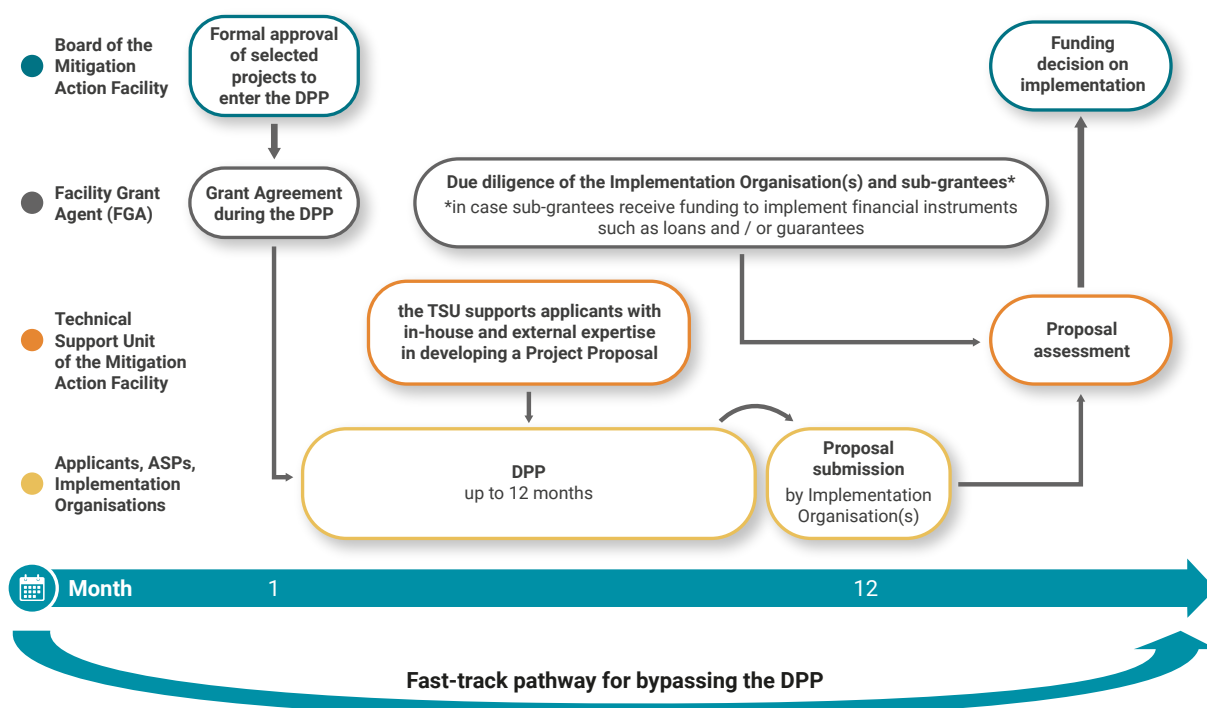 Board of the
Mitigation
Action Facility
Formal approval
of selected
projects to
enter the DPP
Funding
decision on
implementation
Facility Grant
Agent (FGA)
Grant Agreement
during the DPP
Due diligence of the Implementation Organisation(s) and sub-grantees*
*in case sub-grantees receive funding to implement financial instruments
such as loans and / or guarantees
Technical
Support Unit
of the Mitigation
Action Facility
the TSU supports applicants with
in-house and external expertise
in developing a Project Proposal
Proposal
assessment
Applicants, ASPs,
Implementation
Organisations
DPP
up to 12 months
Proposal
submission
by Implementation
Organisation(s)
Month 1 12
Fast-track pathway for bypassing the DPP